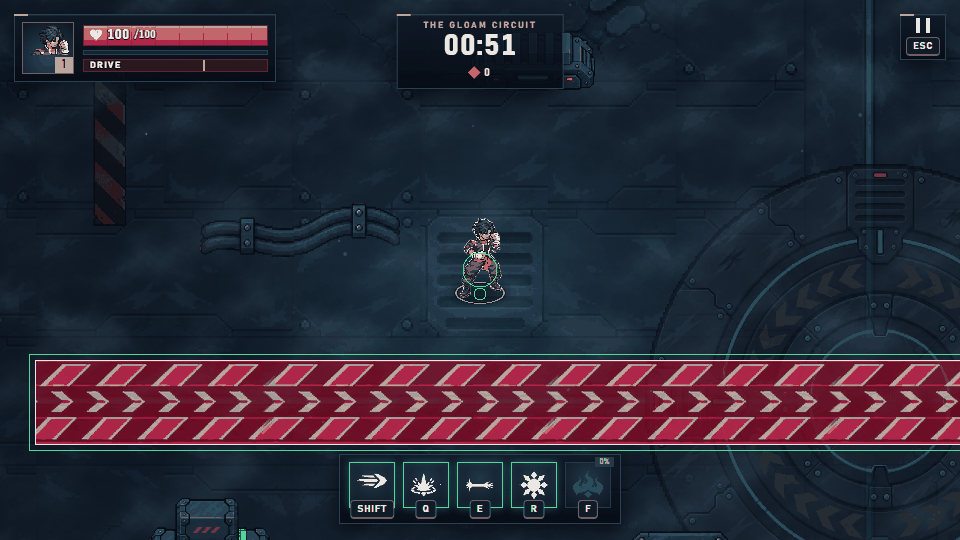 100 /100
1
DRIVE
THE GLOAM CIRCUIT
00:51
0
ESC
0%
SHIFT
Q
E
R
F